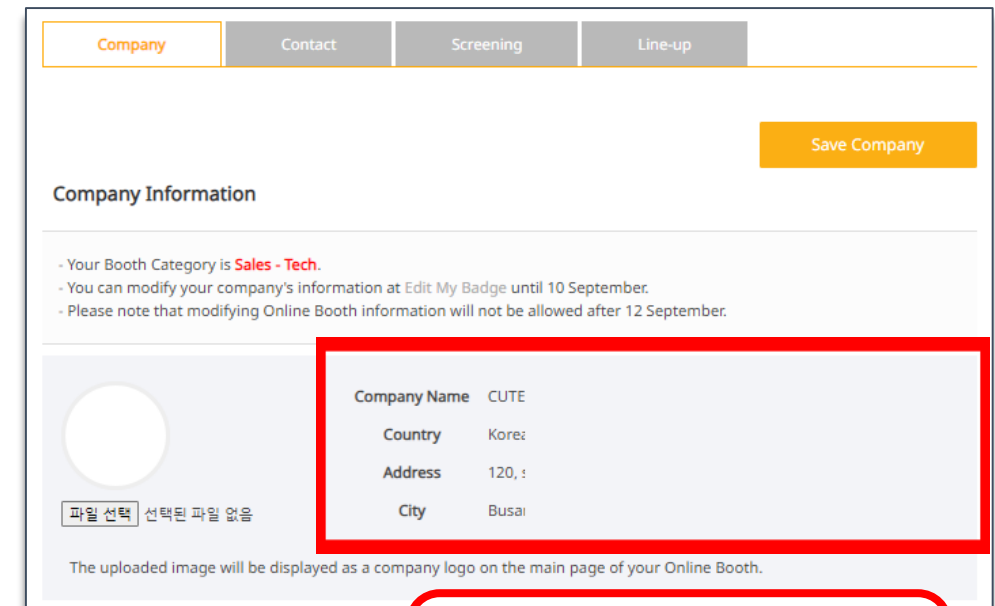 Company Contact Screening Line-up
Save Company
Company Information
- Your Booth Category is Sales - Tech.
- You can modify your company's information at Edit My Badge until 10 September.
- Please note that modifying Online Booth information will not be allowed after 12 September.
Company Name CUTE
Country Korea
Address 120,
City Busan
파일 선택 선택된 파일 없음
The uploaded image will be displayed as a company logo on the main page of your Online Booth.